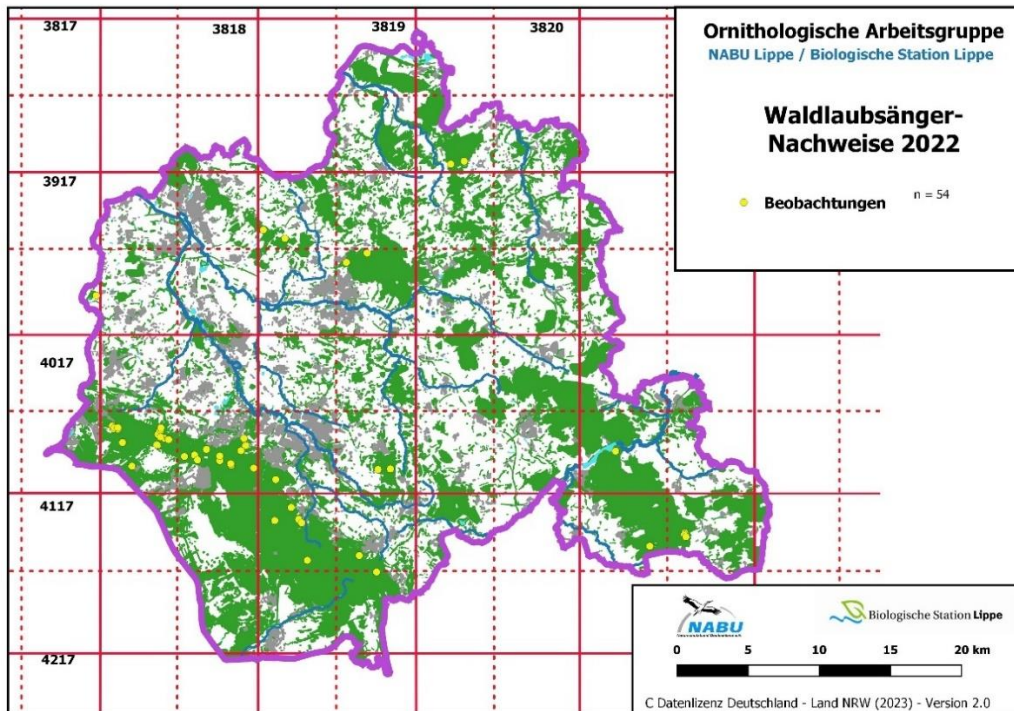 3817
3818
3819
3820
Ornithologische Arbeitsgruppe
NABU Lippe / Biologische Station Lippe
Waldlaubsänger-
Nachweise 2022
Beobachtungen
n = 54
3917
4017
4117
4217
NABU
Biologische Station Lippe
0 5 10 15 20 km
C Datenlizenz Deutschland - Land NRW (2023) - Version 2.0